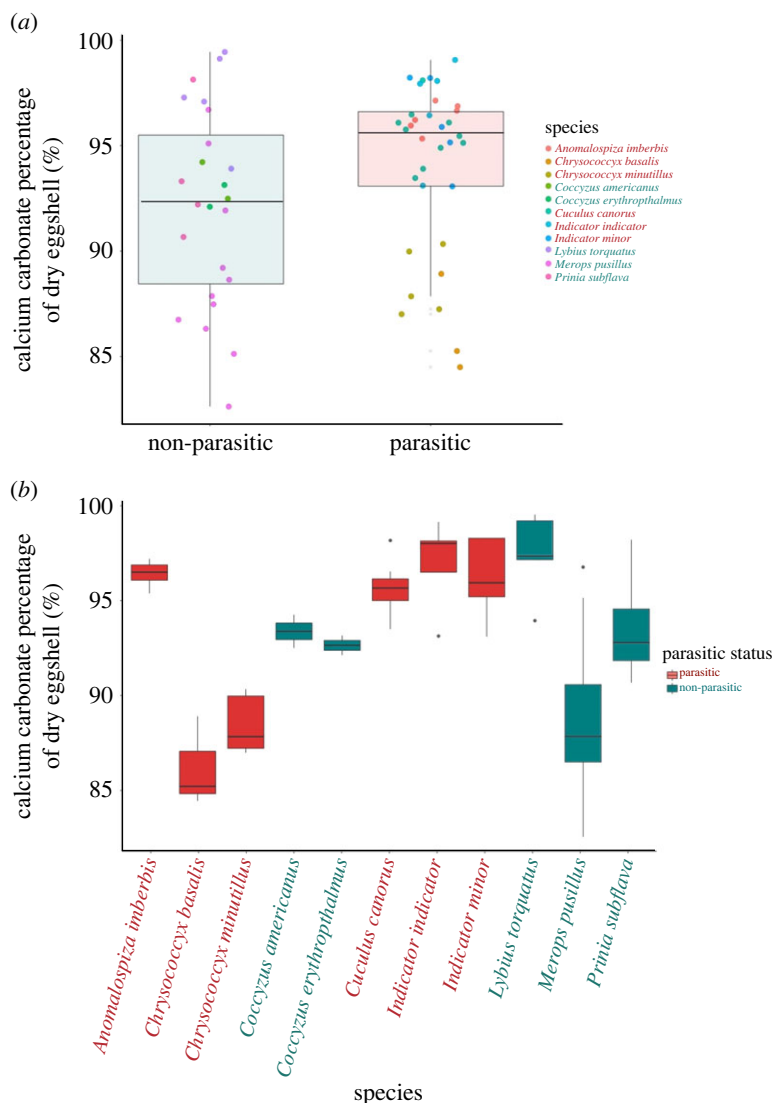 (a)
100
95
90
85
calcium carbonate percentage
of dry eggshell (%)
non-parasitic
parasitic
species
Anomalospiza imberbis
Chrysococcyx basalis
Chrysococcyx minutillus
Coccyzus americanus
Coccyzus erythropthalmus
Cuculus canorus
Indicator indicator
Indicator minor
Lybius torquatus
Merops pusillus
Prinia subflava
(b)
100
95
90
85
calcium carbonate percentage
of dry eggshell (%)
parasitic status
parasitic
non-parasitic
Anomalospiza imberbis
Chrysococcyx basalis
Chrysococcyx minutillus
Coccyzus americanus
Coccyzus erythropthalmus
Cuculus canorus
Indicator indicator
Indicator minor
Lybius torquatus
Merops pusillus
Prinia subflava
species